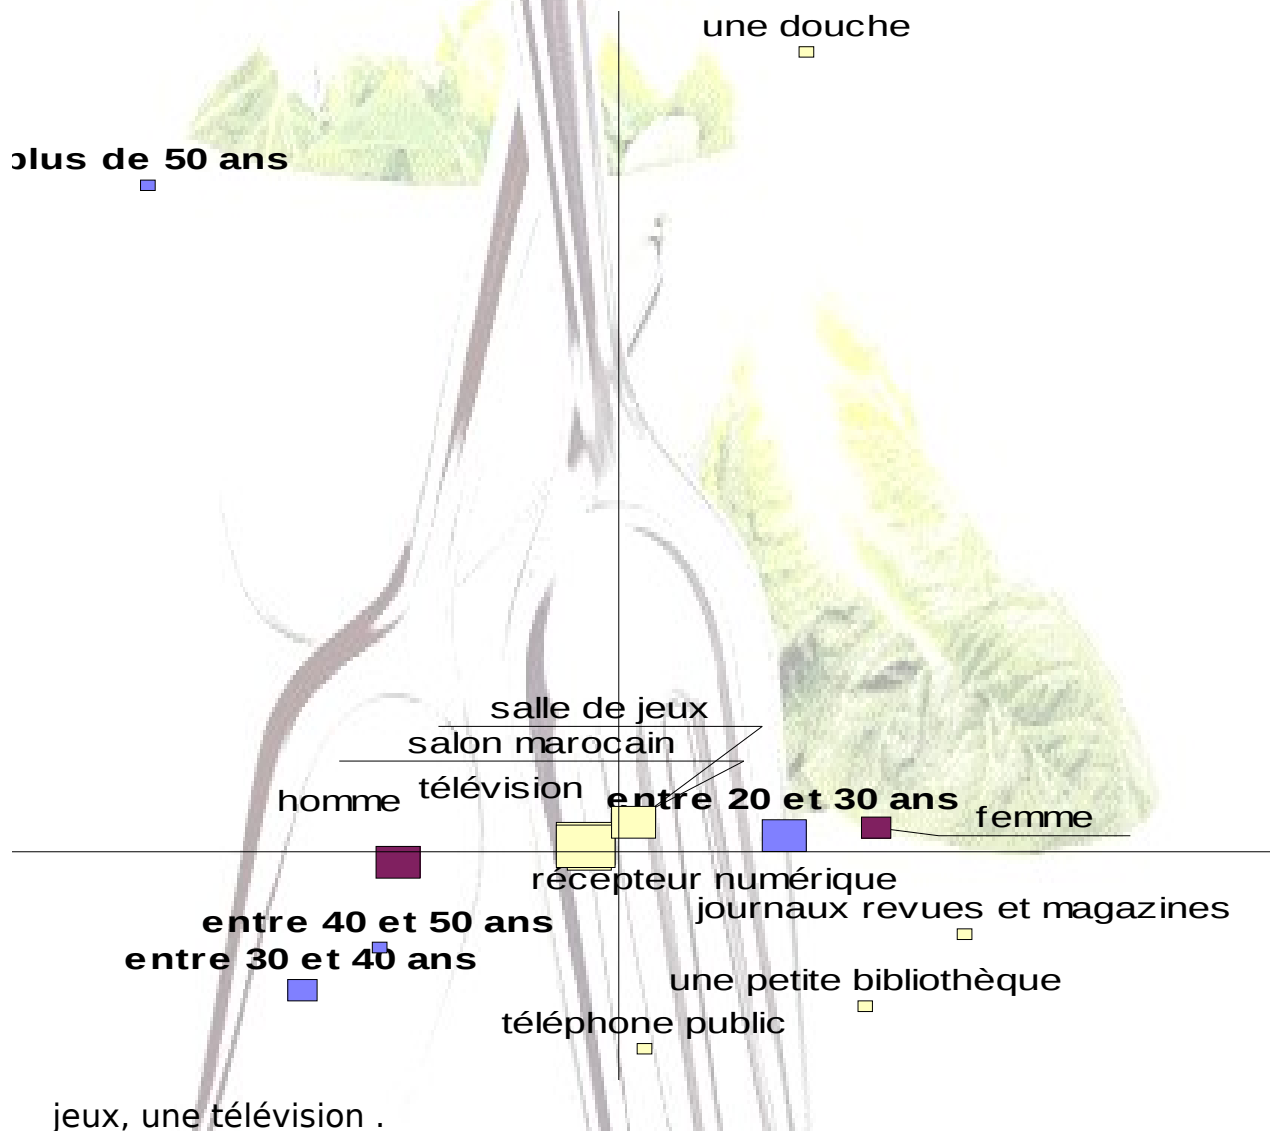 une douche
plus de 50 ans
salle de jeux
salon marocain
télévision
homme
entre 20 et 30 ans
femme
récepteur numérique
journaux revues et magazines
entre 40 et 50 ans
entre 30 et 40 ans
une petite bibliothèque
téléphone public
jeux, une télévision .